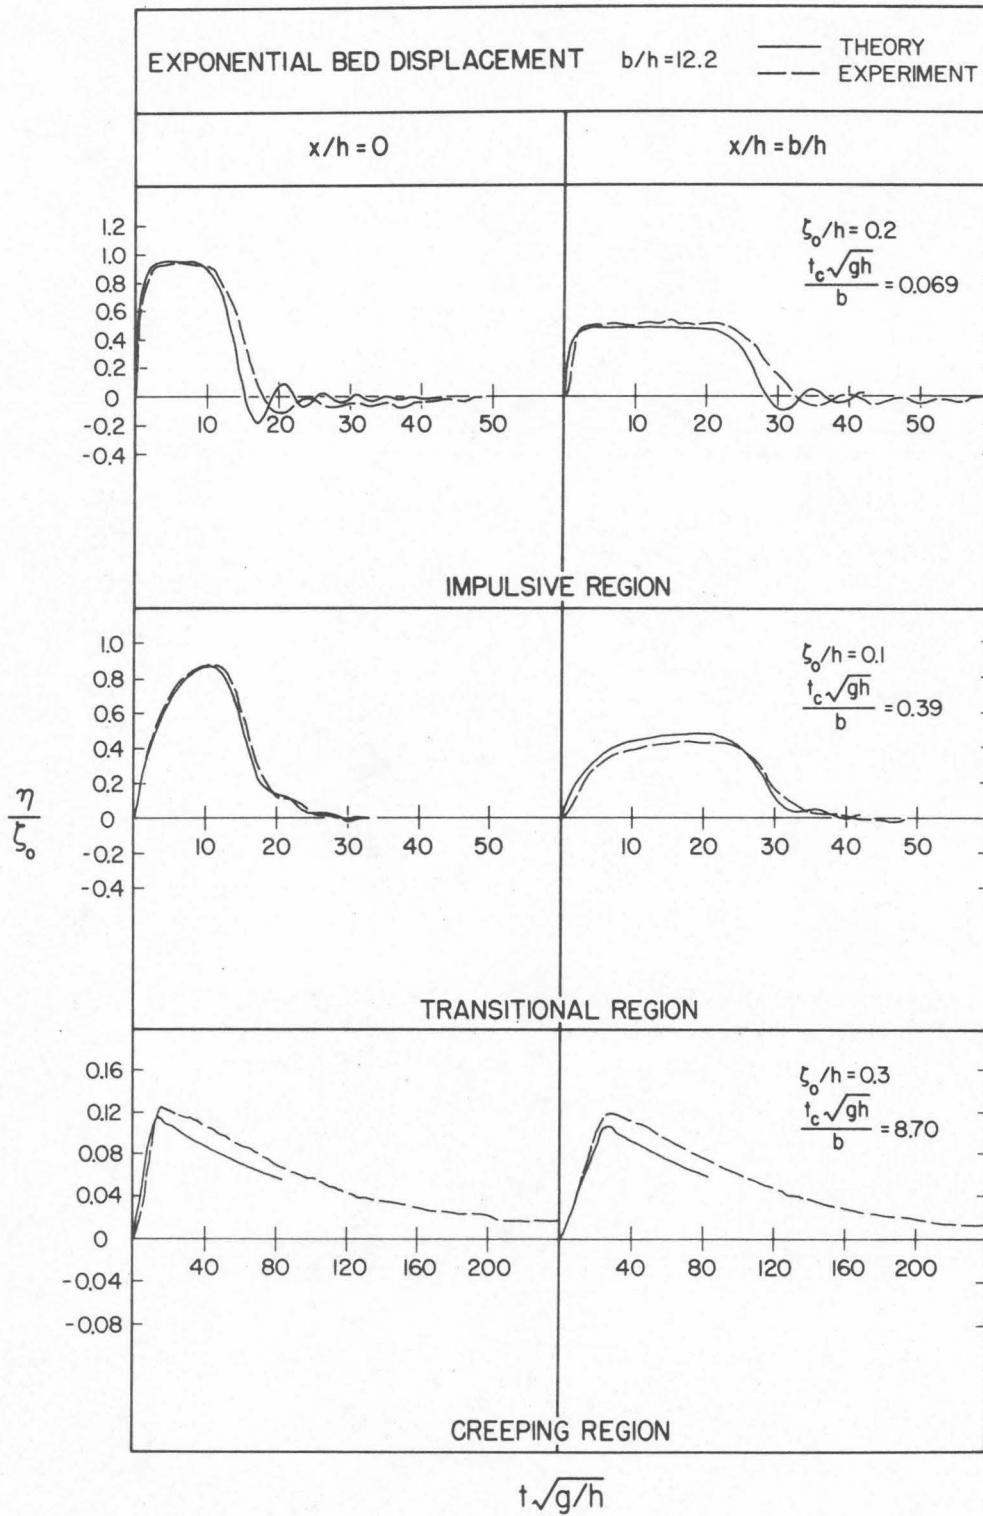 EXPONENTIAL BED DISPLACEMENT b/h=12.2 THEORY
EXPERIMENT
x/h=0 x/h=b/h
1.2
1.0
0.8
0.6
0.4
0.2
0
-0.2
-0.4
10 20 30 40 50
10 20 30 40 50
ζ₀/h=0.2
t_c√gh / b =0.069
IMPULSIVE REGION
1.0
0.8
0.6
0.4
0.2
0
-0.2
-0.4
10 20 30 40 50
10 20 30 40 50
ζ₀/h=0.1
t_c√gh / b =0.39
η/ζ₀
TRANSITIONAL REGION
0.16
0.12
0.08
0.04
0
-0.04
-0.08
40 80 120 160 200
40 80 120 160 200
ζ₀/h=0.3
t_c√gh / b =8.70
CREEPING REGION
t√g/h